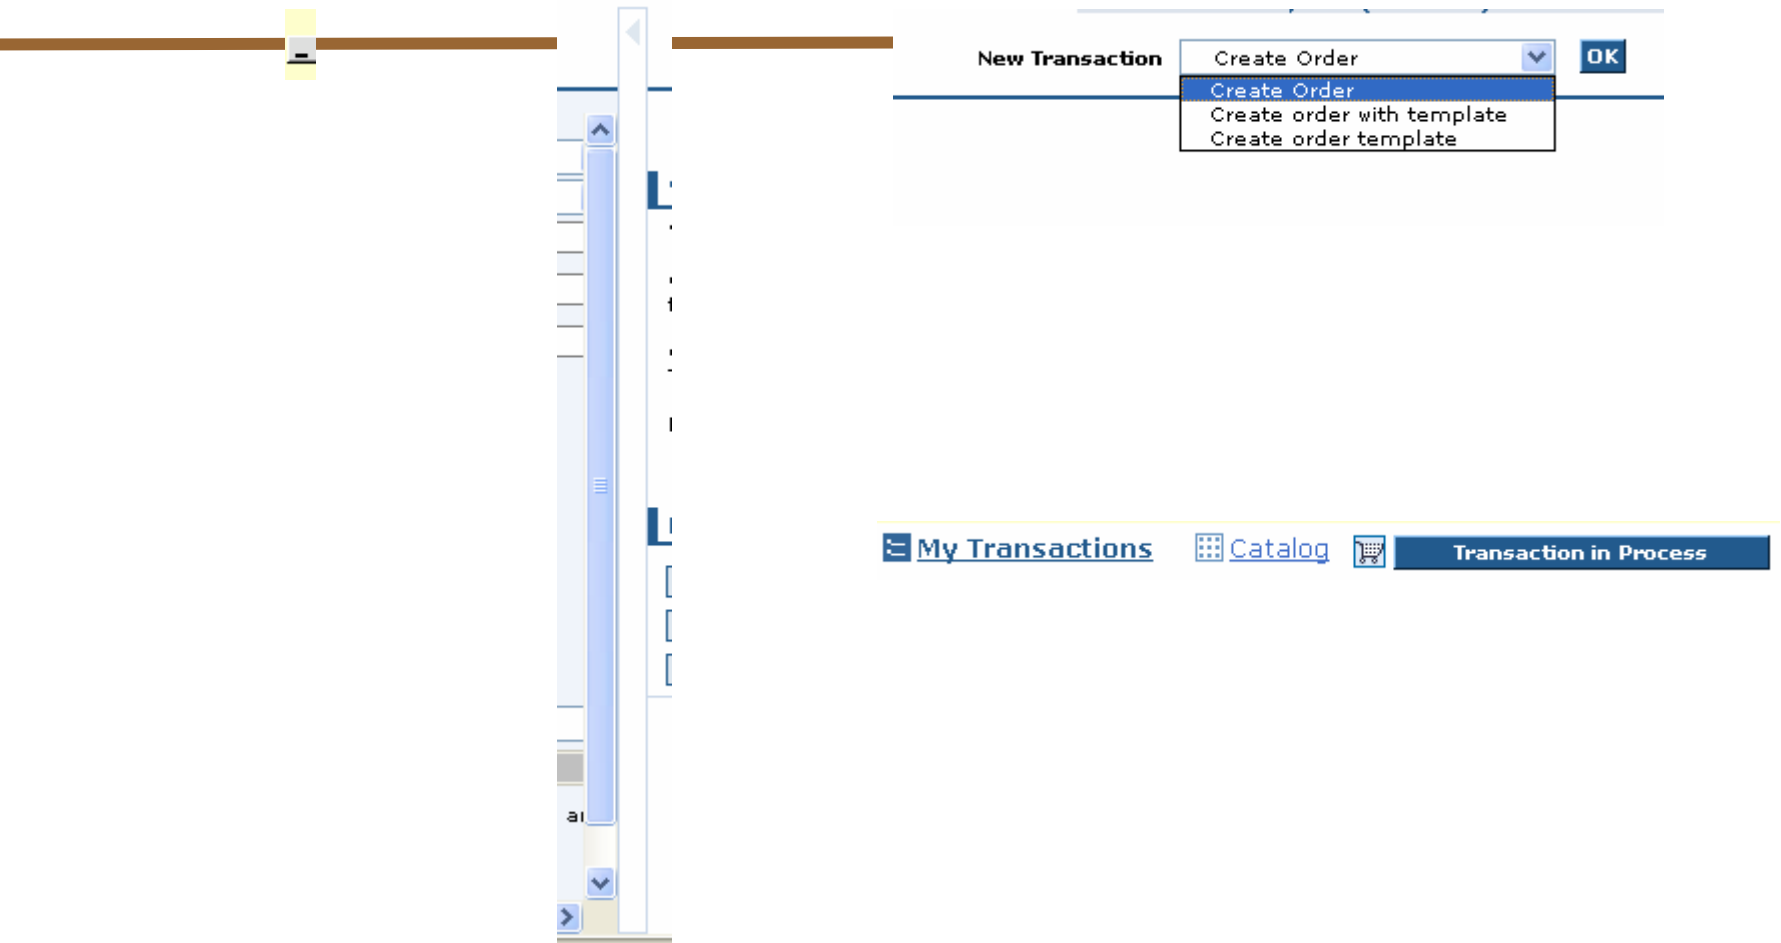 New Transaction Create Order OK
Create Order
Create order with template
Create order template
My Transactions Catalog Transaction in Process